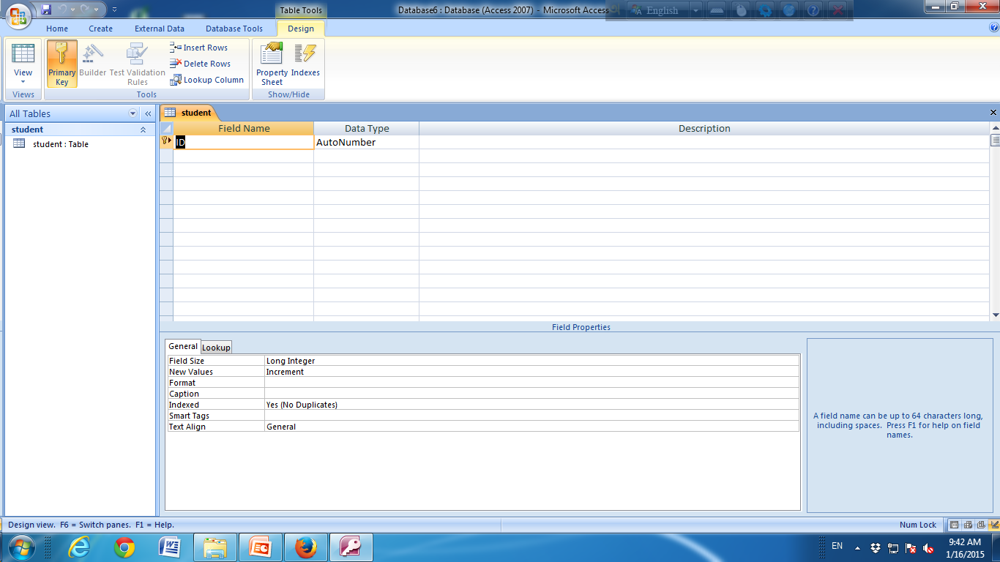 Table Tools
Database6 : Database (Access 2007) - Microsoft Access
English
Home
Create
External Data
Database Tools
Design
View
Primary Key
Builder
Test Validation Rules
Insert Rows
Delete Rows
Lookup Column
Property Sheet
Indexes
Views
Tools
Show/Hide
All Tables
student
student : Table
student
Field Name
Data Type
Description
ID
AutoNumber
Field Properties
General
Lookup
Field Size
Long Integer
New Values
Increment
Format
Caption
Indexed
Yes (No Duplicates)
Smart Tags
Text Align
General
A field name can be up to 64 characters long,
including spaces. Press F1 for help on field
names.
Design view. F6 = Switch panes. F1 = Help.
Num Lock
EN
9:42 AM
1/16/2015